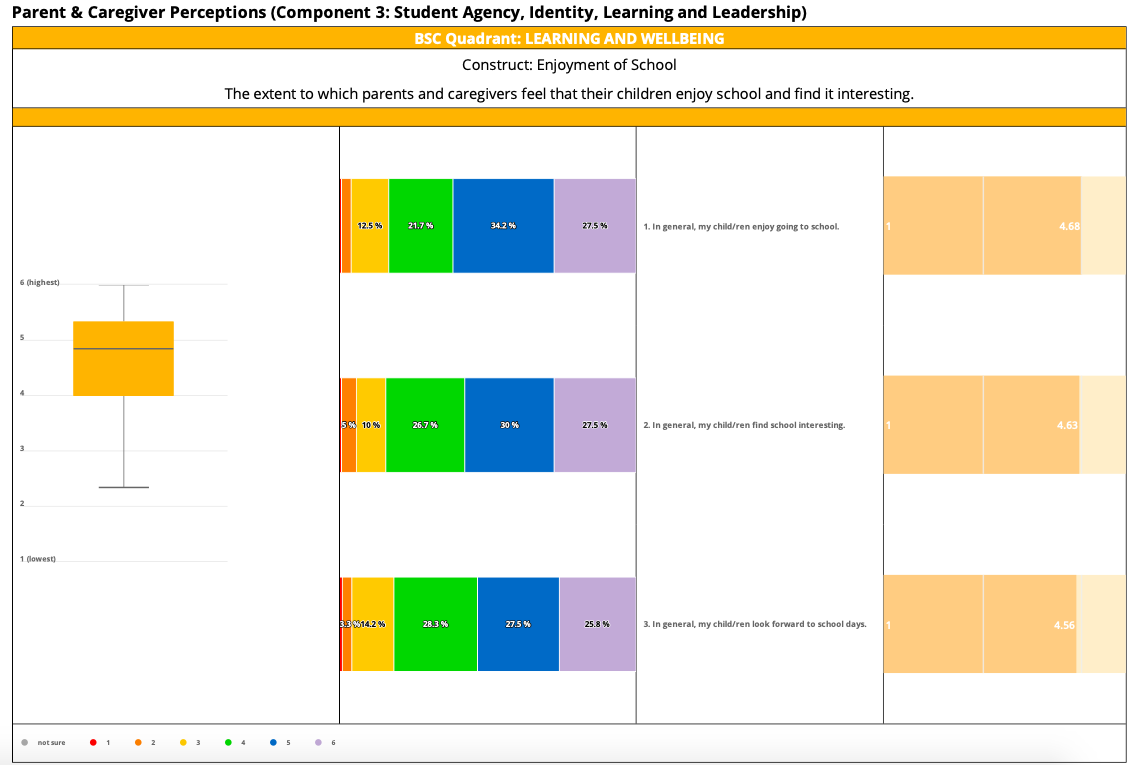 Parent & Caregiver Perceptions (Component 3: Student Agency, Identity, Learning and Leadership)
BSC Quadrant: LEARNING AND WELLBEING
Construct: Enjoyment of School
The extent to which parents and caregivers feel that their children enjoy school and find it interesting.
6 (highest)
5
4
3
2
1 (lowest)
12.5 % 21.7 % 34.2 % 27.5 %
1. In general, my child/ren enjoy going to school.
1 4.68
5 % 10 % 26.7 % 30 % 27.5 %
2. In general, my child/ren find school interesting.
1 4.63
3.3 % 14.2 % 28.3 % 27.5 % 25.8 %
3. In general, my child/ren look forward to school days.
1 4.56
not sure 1 2 3 4 5 6